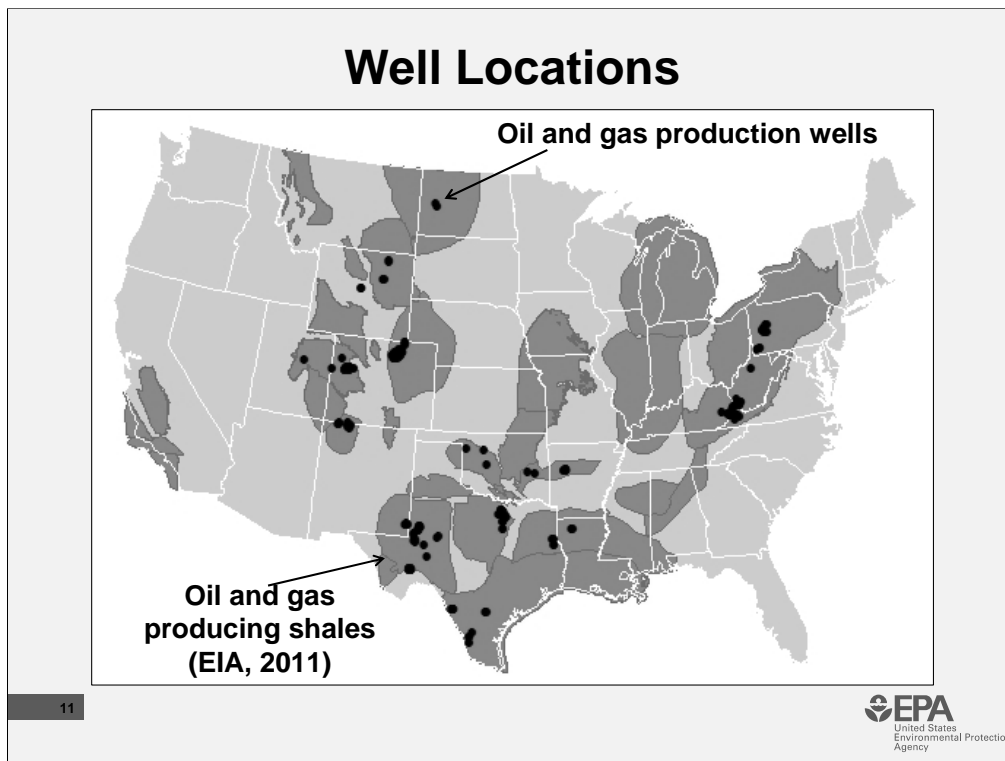 Well Locations
Oil and gas production wells
Oil and gas
producing shales
(EIA, 2011)
11
EPA
United States
Environmental Protectio
Agency